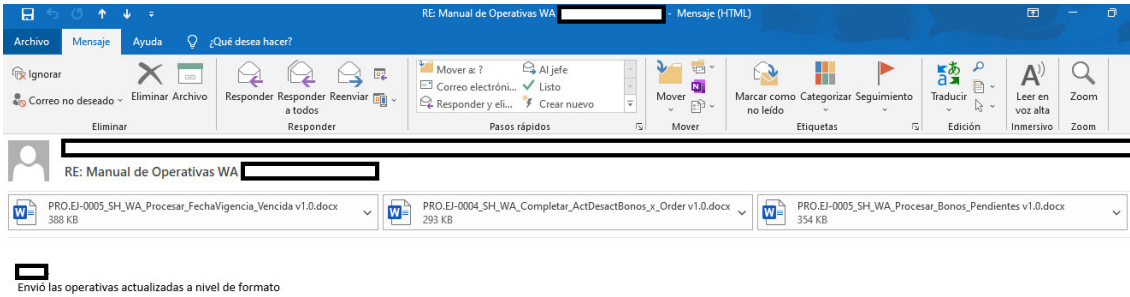 RE: Manual de Operativas WA - Mensaje (HTML)
Archivo Mensaje Ayuda ¿Qué desea hacer?
Ignorar
Correo no deseado
Eliminar Archivo
Eliminar
Responder Responder a todos Reenviar
Responder
Mover a: ? Al jefe
Correo electróni... Listo
Responder y eli... Crear nuevo
Pasos rápidos
Mover
Mover
Marcar como no leído Categorizar Seguimiento
Etiquetas
Traducir
Edición
Leer en voz alta
Inmersivo
Zoom
Zoom
RE: Manual de Operativas WA
PRO.EJ-0005_SH_WA_Procesar_FechaVigencia_Vencida v1.0.docx
388 KB
PRO.EJ-0004_SH_WA_Completar_ActDesactBonos_x_Order v1.0.docx
293 KB
PRO.EJ-0005_SH_WA_Procesar_Bonos_Pendientes v1.0.docx
354 KB
Envió las operativas actualizadas a nivel de formato